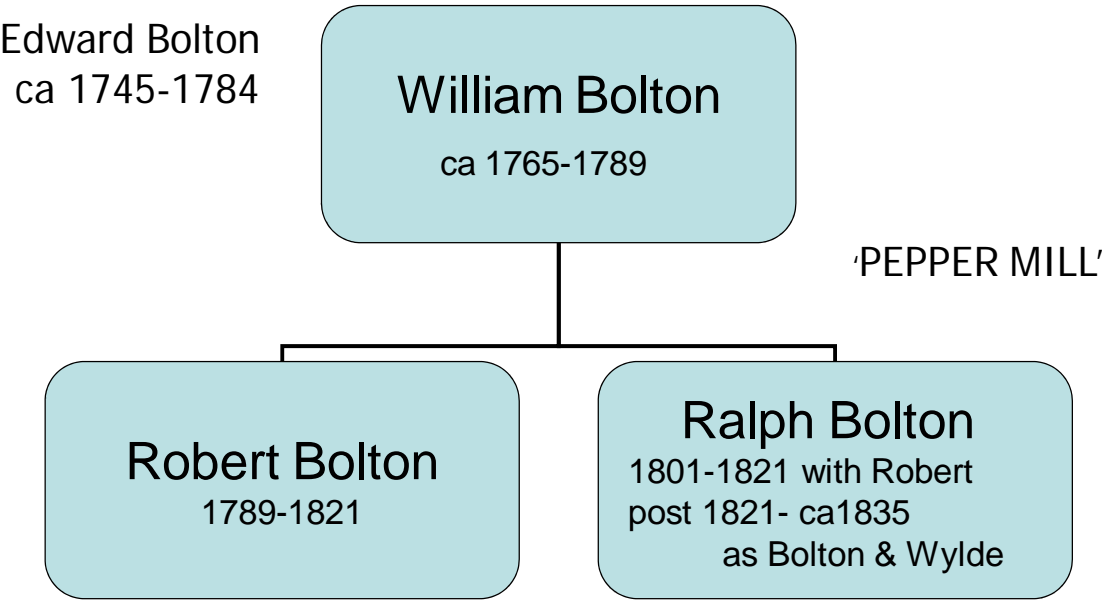 Edward Bolton
ca 1745-1784
William Bolton
ca 1765-1789
‘PEPPER MILL’
Robert Bolton
1789-1821
Ralph Bolton
1801-1821 with Robert
post 1821- ca1835
as Bolton & Wylde